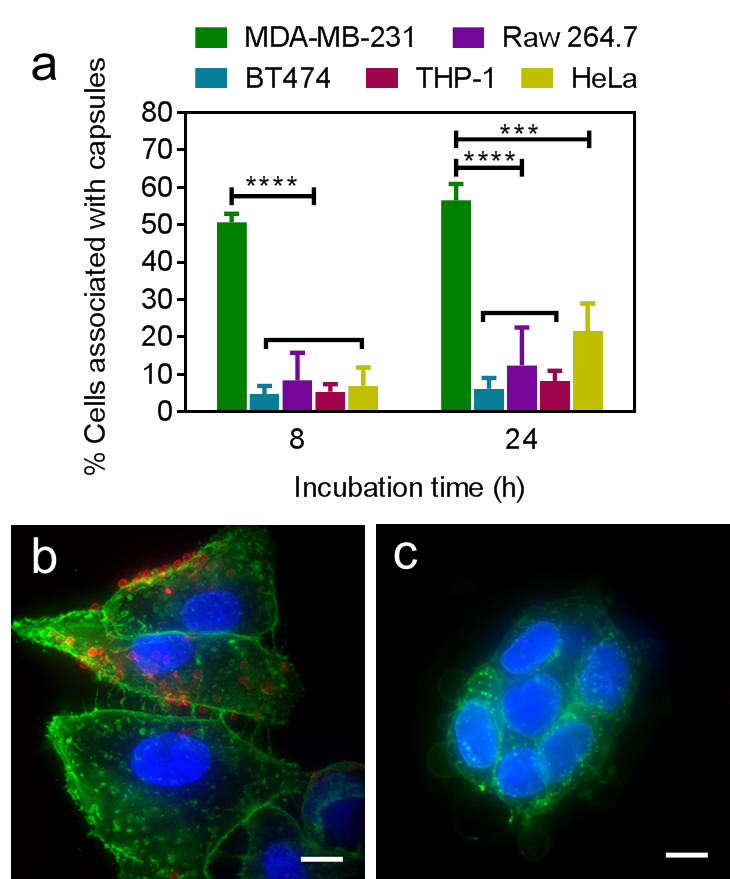 a
MDA-MB-231 Raw 264.7
BT474 THP-1 HeLa
% Cells associated with capsules
80
70
60
50
40
30
20
10
0
****
***
****
8 24
Incubation time (h)
b
c